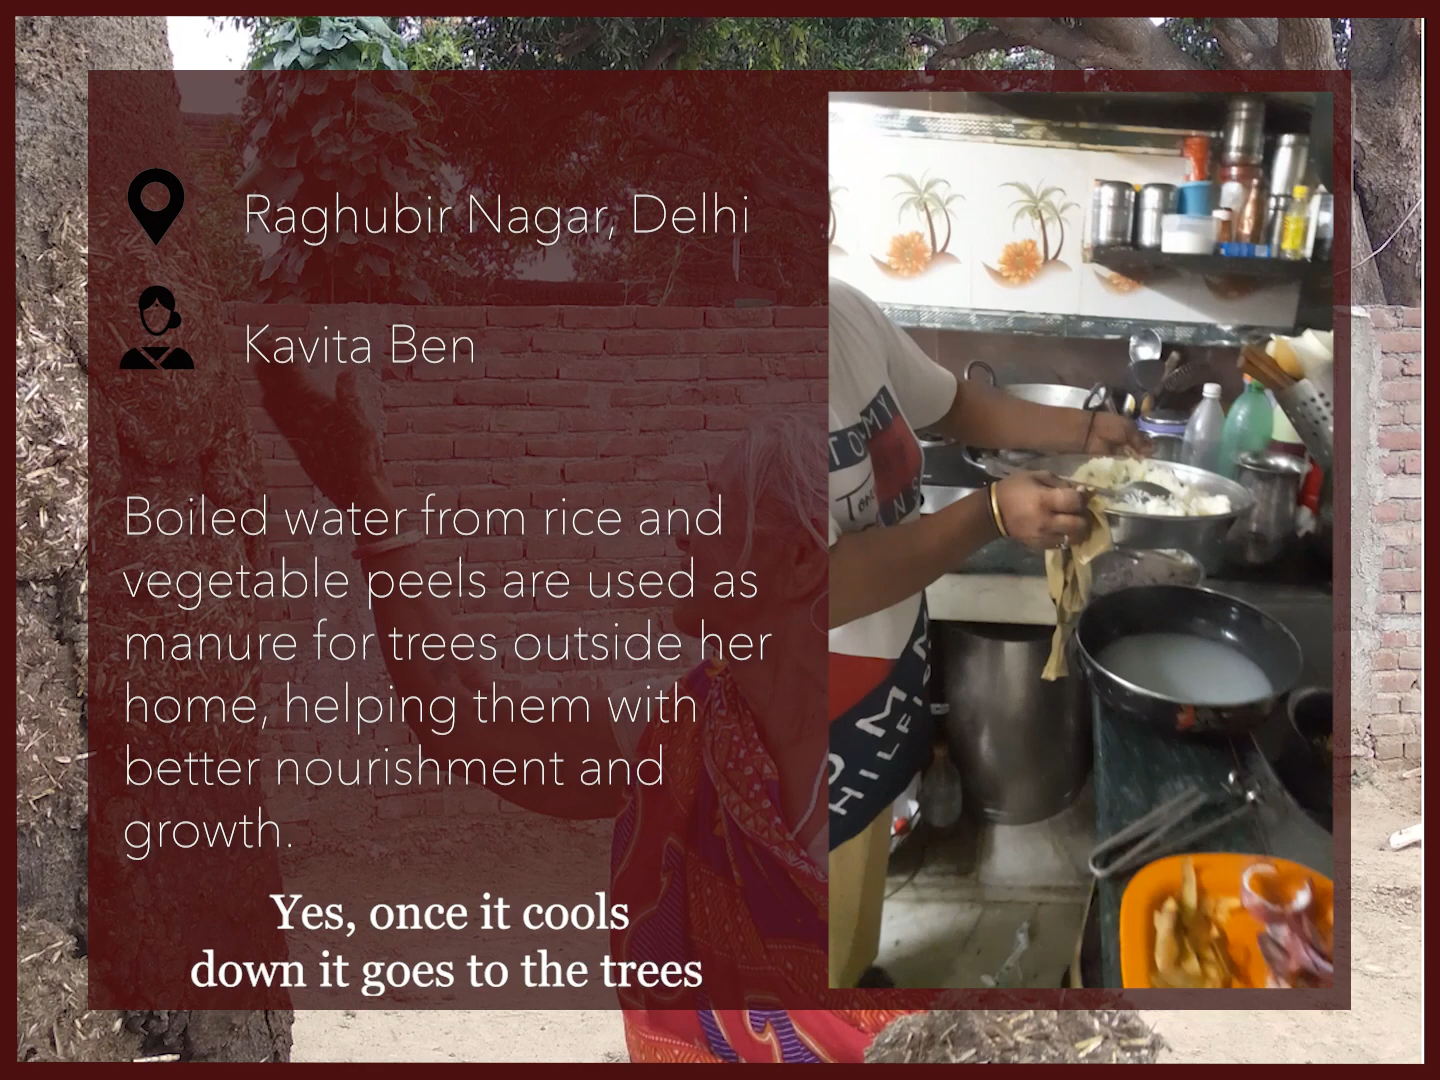 Raghubir Nagar, Delhi
Kavita Ben
Boiled water from rice and
vegetable peels are used as
manure for trees outside her
home, helping them with
better nourishment and
growth.
Yes, once it cools
down it goes to the trees
TOMMY